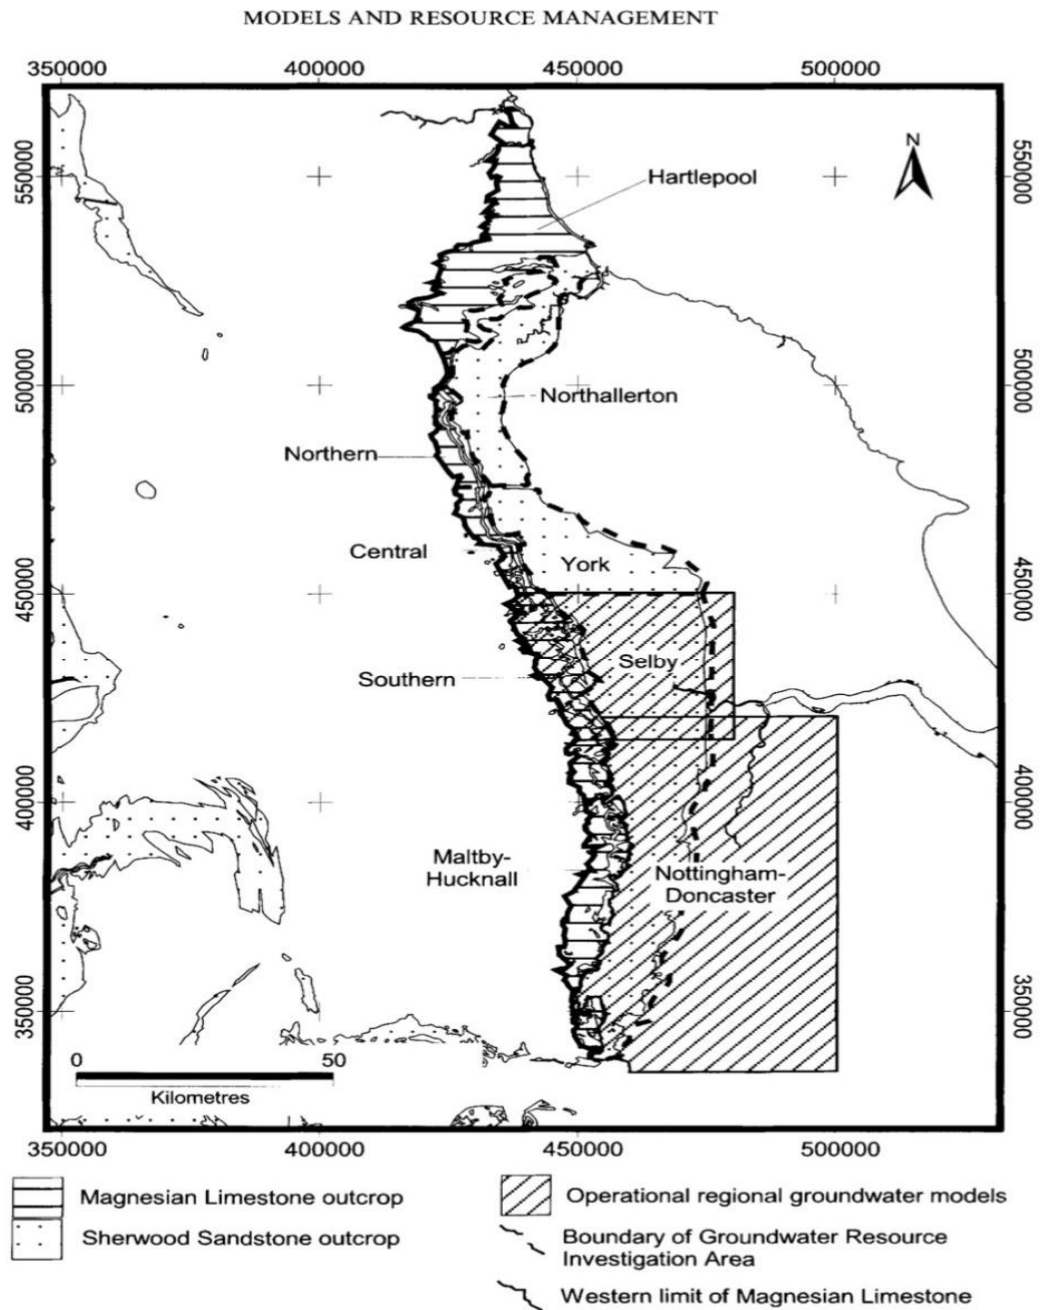 MODELS AND RESOURCE MANAGEMENT
350000 400000 450000 500000
550000 550000
N
Hartlepool
500000 500000
Northallerton
Northern
Central
York
450000 450000
Selby
Southern
400000 400000
Maltby-
Hucknall
Nottingham-
Doncaster
350000 350000
0 50
Kilometres
350000 400000 450000 500000
Magnesian Limestone outcrop
Sherwood Sandstone outcrop
Operational regional groundwater models
Boundary of Groundwater Resource
Investigation Area
Western limit of Magnesian Limestone